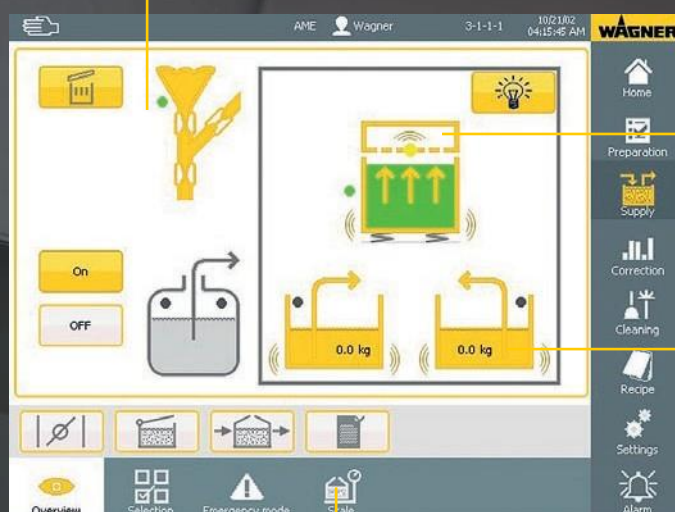 AME Wagner 3-1-1-1 10/21/02
04:15:45 AM
WAGNER
Home
Preparation
Supply
On
Correction
OFF
Cleaning
0.0 kg 0.0 kg
Recipe
Settings
Overview Selection Emergency mode Scale Alarm